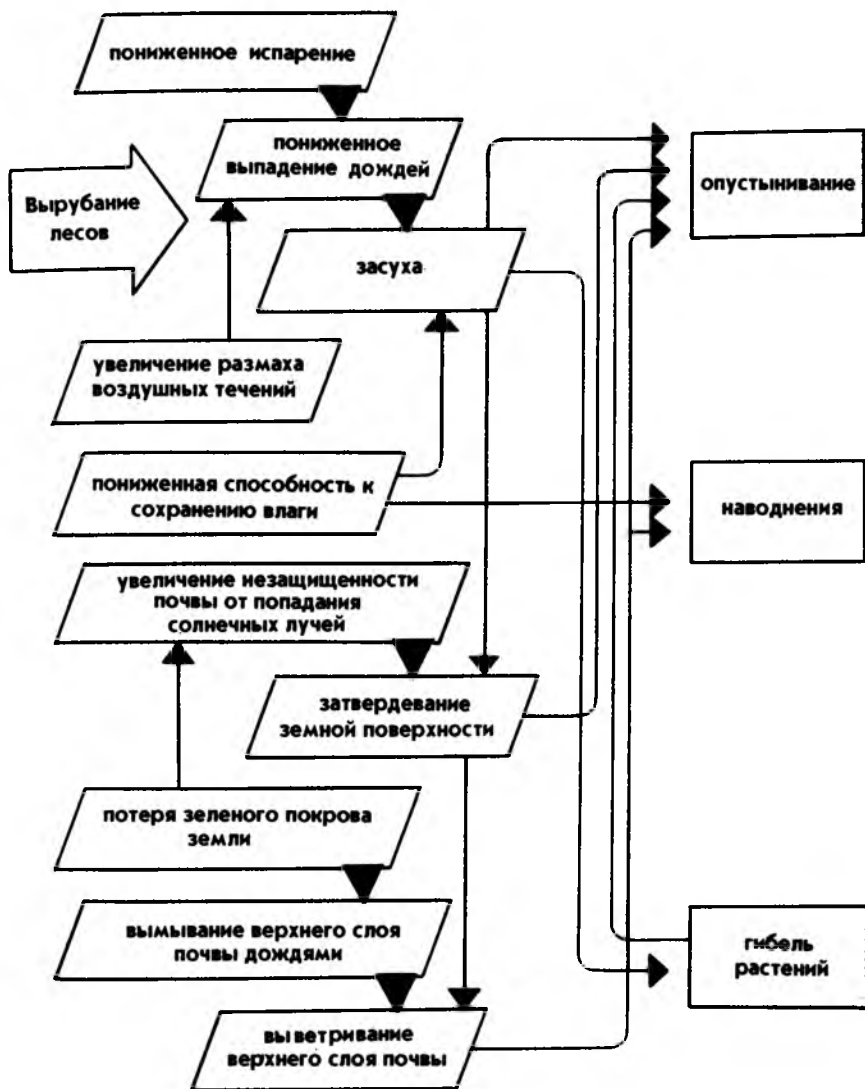 пониженное испарение
пониженное
выпадение дождей
Вырубание
лесов
опустынивание
засуха
увеличение размаха
воздушных течений
пониженная способность к
сохранению влаги
наводнения
увеличение незащищенности
почвы от попадания
солнечных лучей
затвердевание
земной поверхности
потеря зеленого покрова
земли
вымывание верхнего слоя
почвы дождями
гибель
растений
выветривание
верхнего слоя почвы